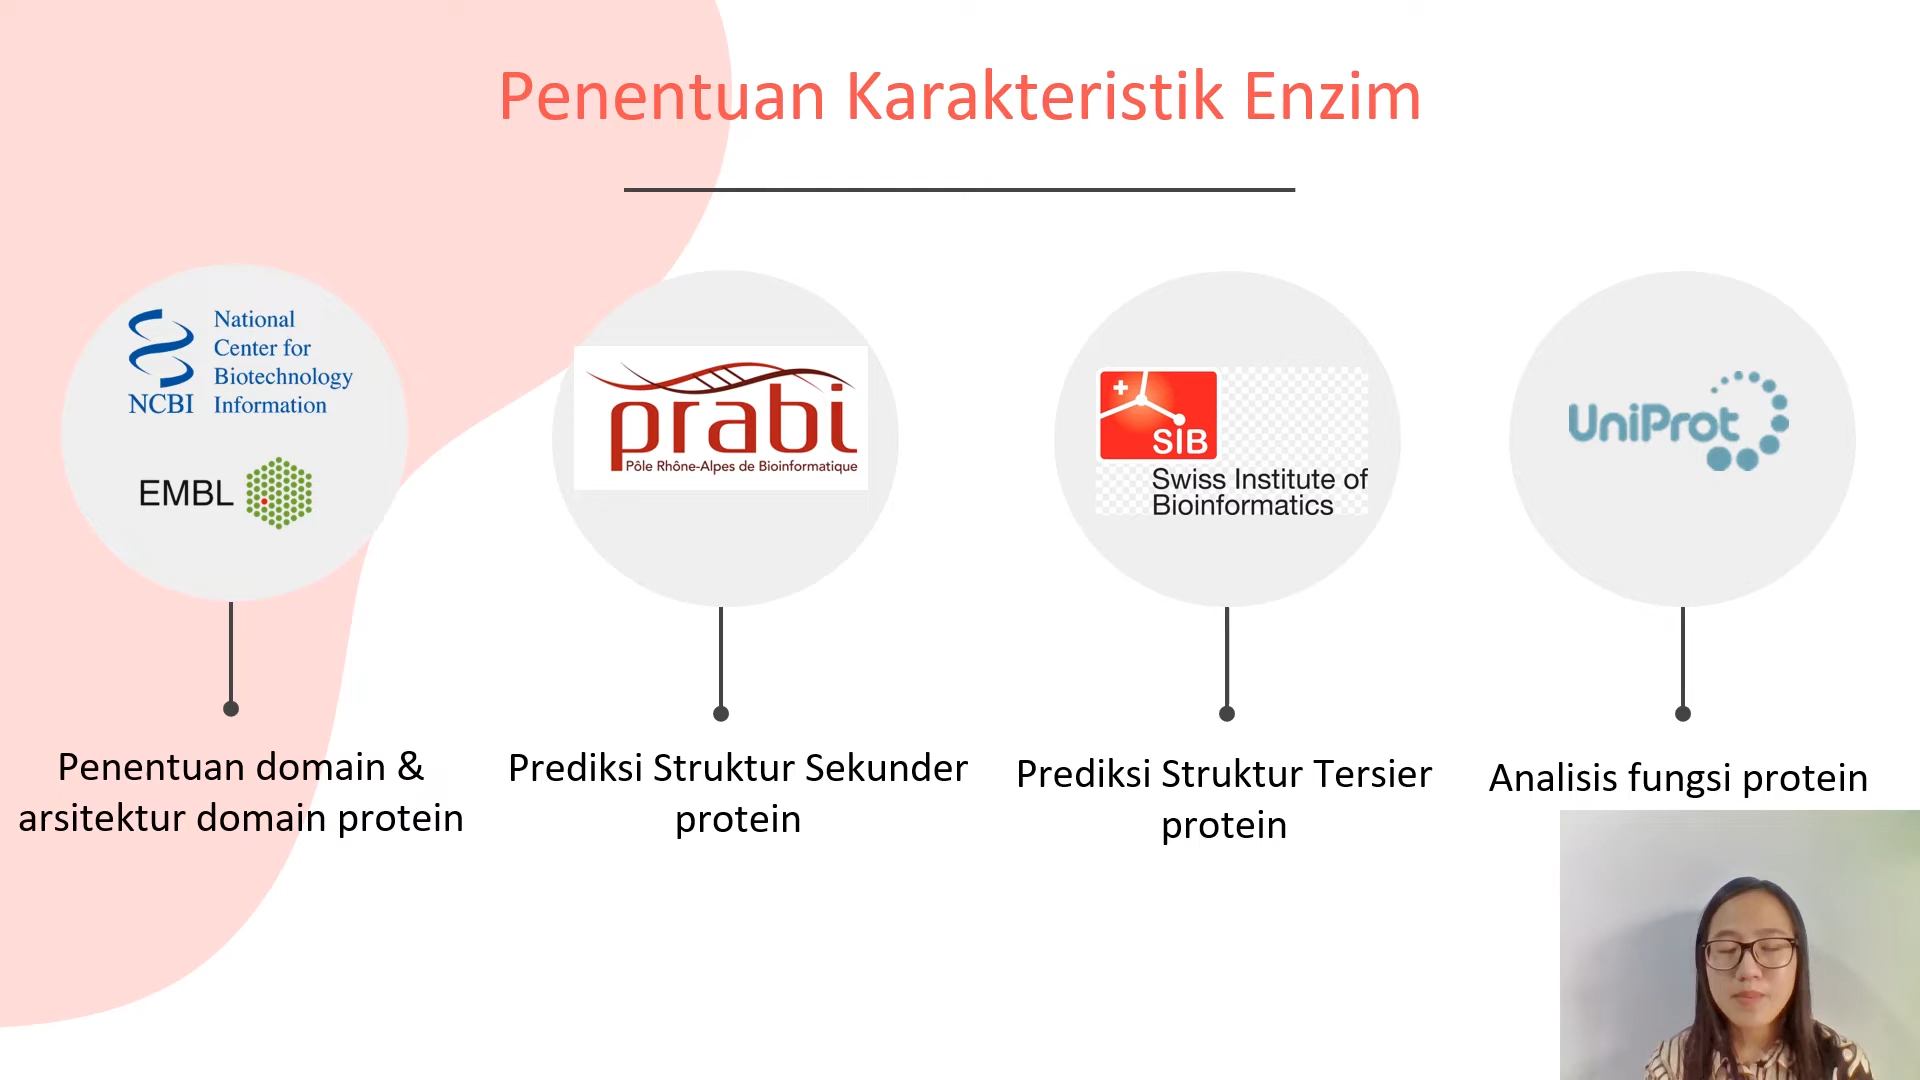 Penentuan Karakteristik Enzim
National
Center for
Biotechnology
Information
NCBI
EMBL
prabi
Pôle Rhône-Alpes de Bioinformatique
SIB
Swiss Institute of
Bioinformatics
UniProt
Penentuan domain &
arsitektur domain protein
Prediksi Struktur Sekunder
protein
Prediksi Struktur Tersier
protein
Analisis fungsi protein